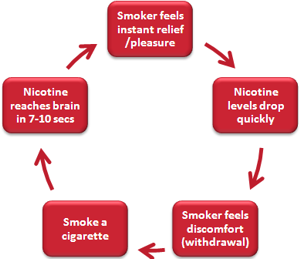 Smoker feels
instant relief
/pleasure
Nicotine
levels drop
quickly
Smoker feels
discomfort
(withdrawal)
Smoke a
cigarette
Nicotine
reaches brain
in 7-10 secs